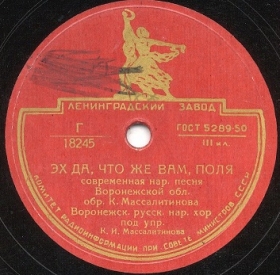 ЛЕНИНГРАДСКИЙ ЗАВОД
Г
18245
ГОСТ 5289-50
III кл.
ЭХ ДА, ЧТО ЖЕ ВАМ, ПОЛЯ
современная нар. песня
Воронежской обл.
обр. К. Массалитинова
Воронежск. русск. нар. хор
под упр.
К. И. Массалитинова
КОМИТЕТ РАДИОИНФОРМАЦИИ ПРИ СОВЕТЕ МИНИСТРОВ СССР